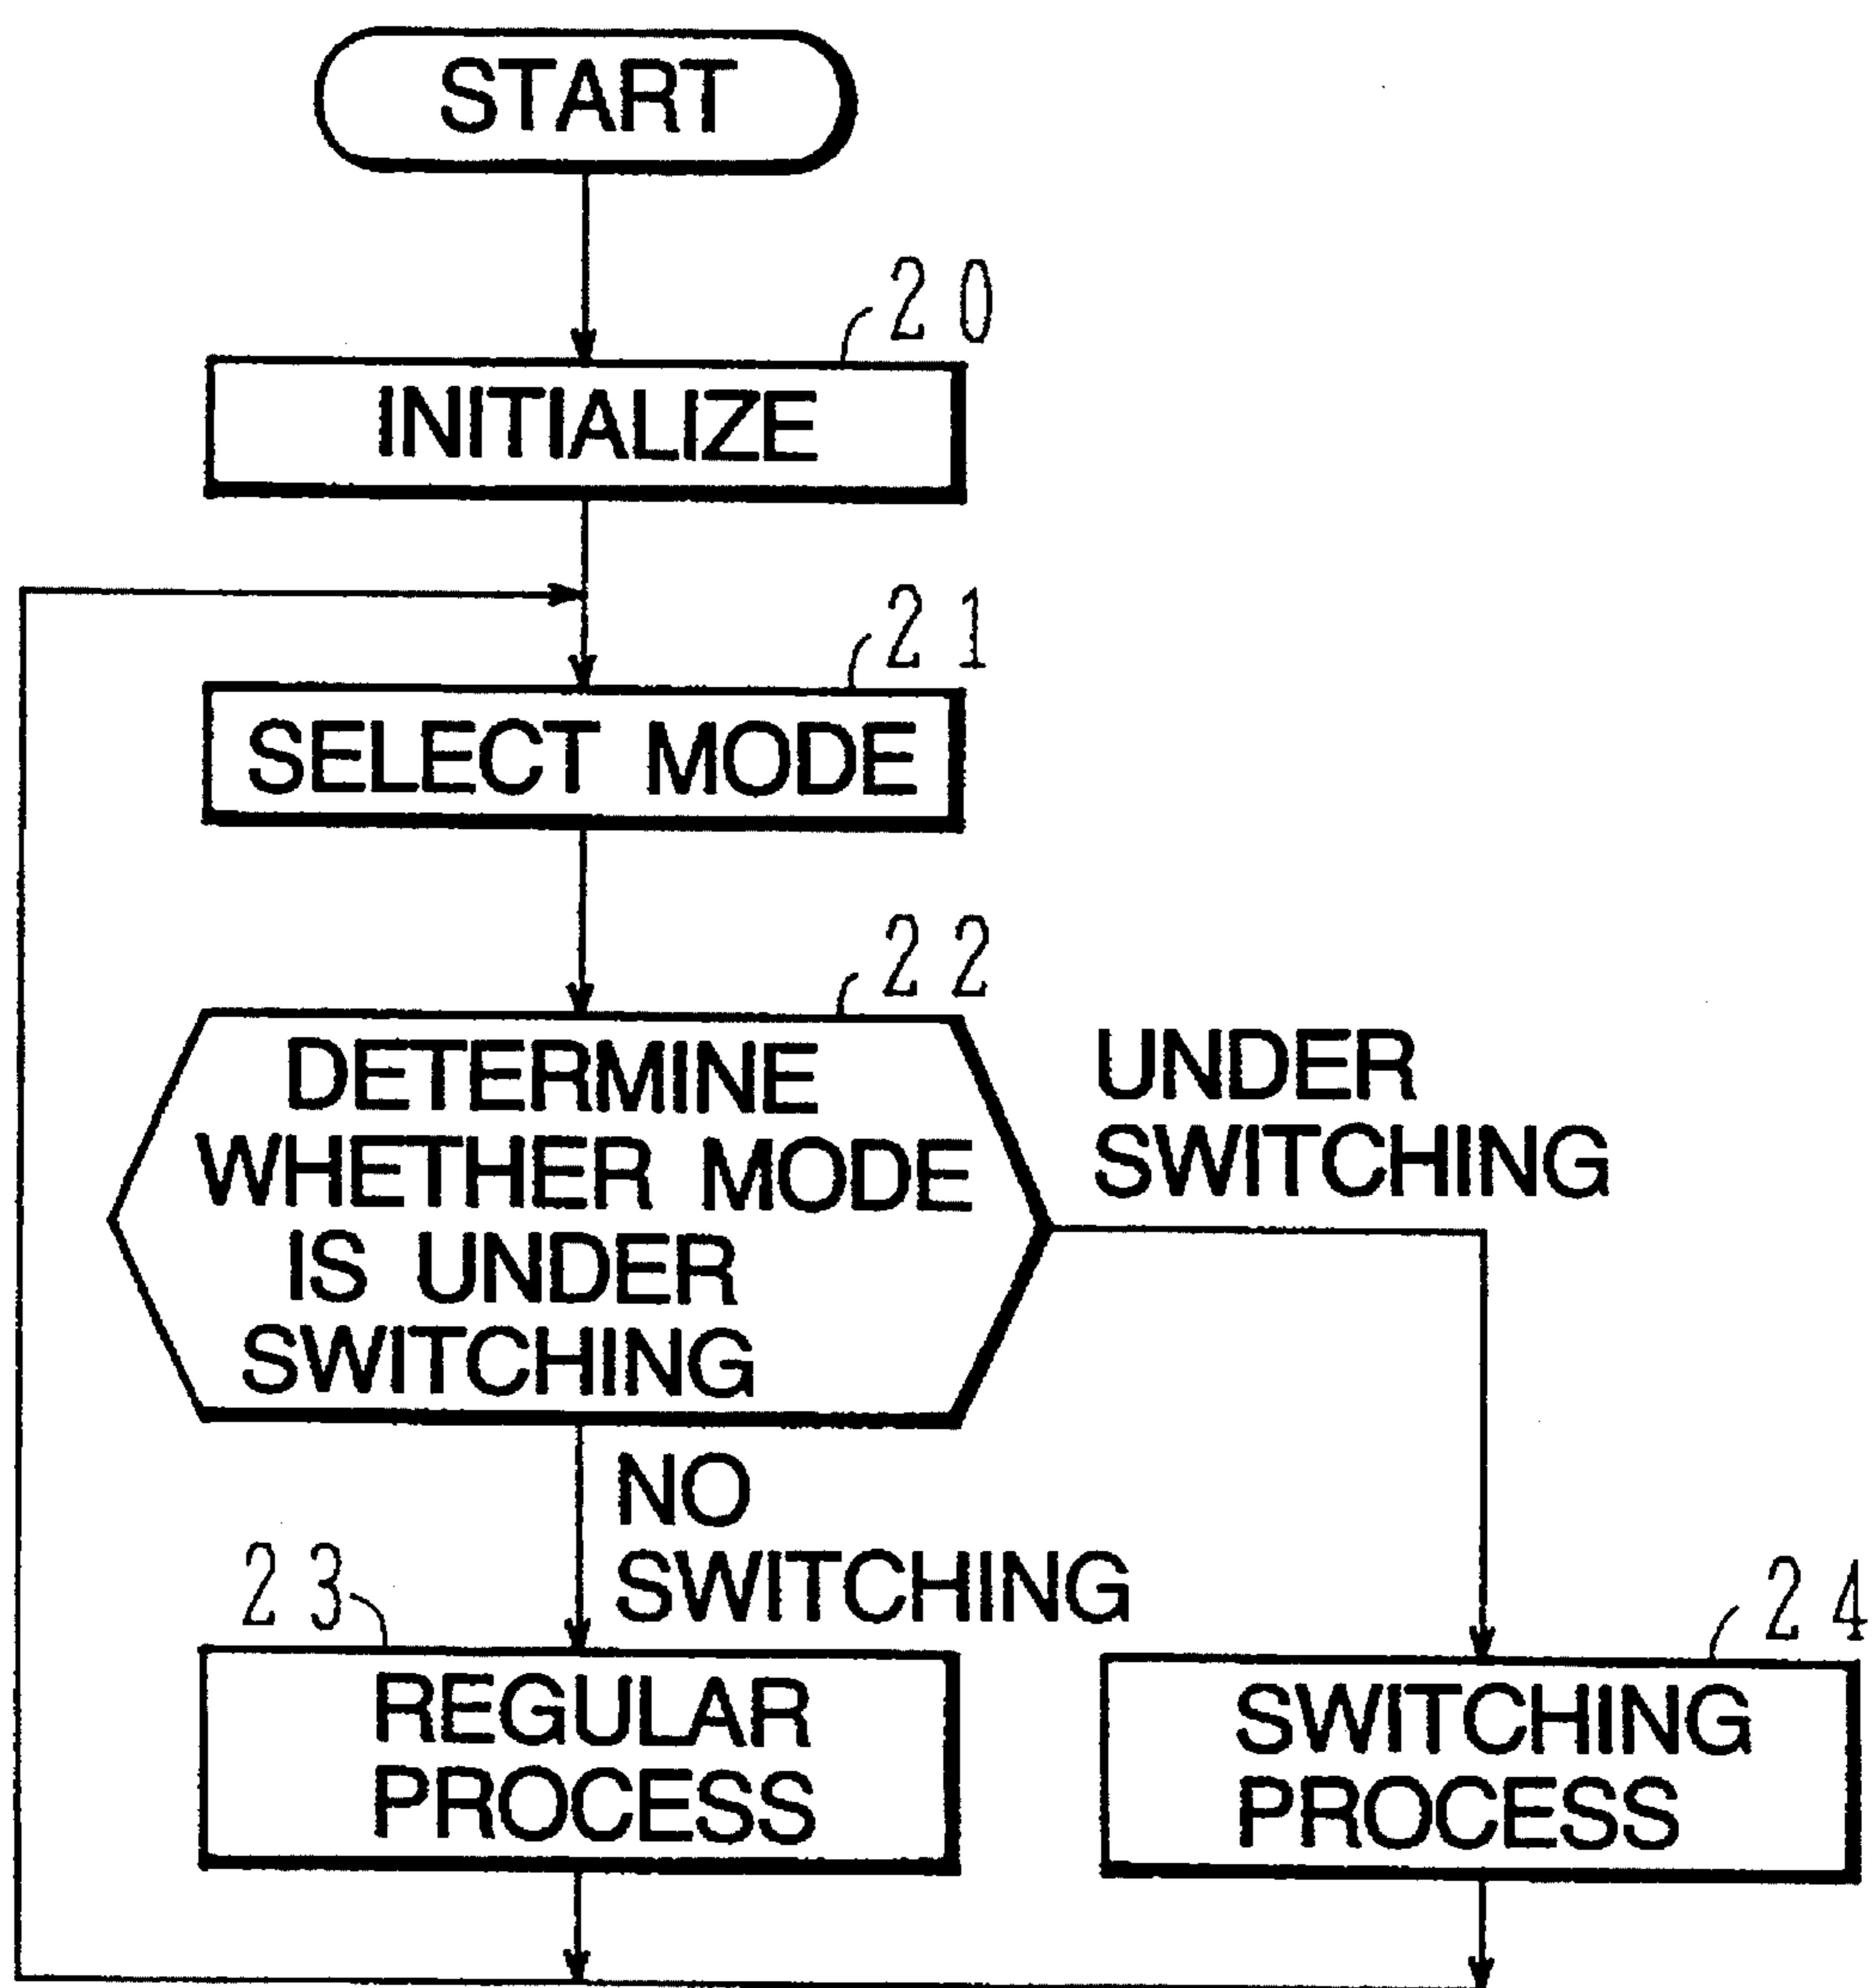 START
20
INITIALIZE
21
SELECT MODE
22
DETERMINE
WHETHER MODE
IS UNDER
SWITCHING
UNDER
SWITCHING
NO
SWITCHING
23
REGULAR
PROCESS
24
SWITCHING
PROCESS